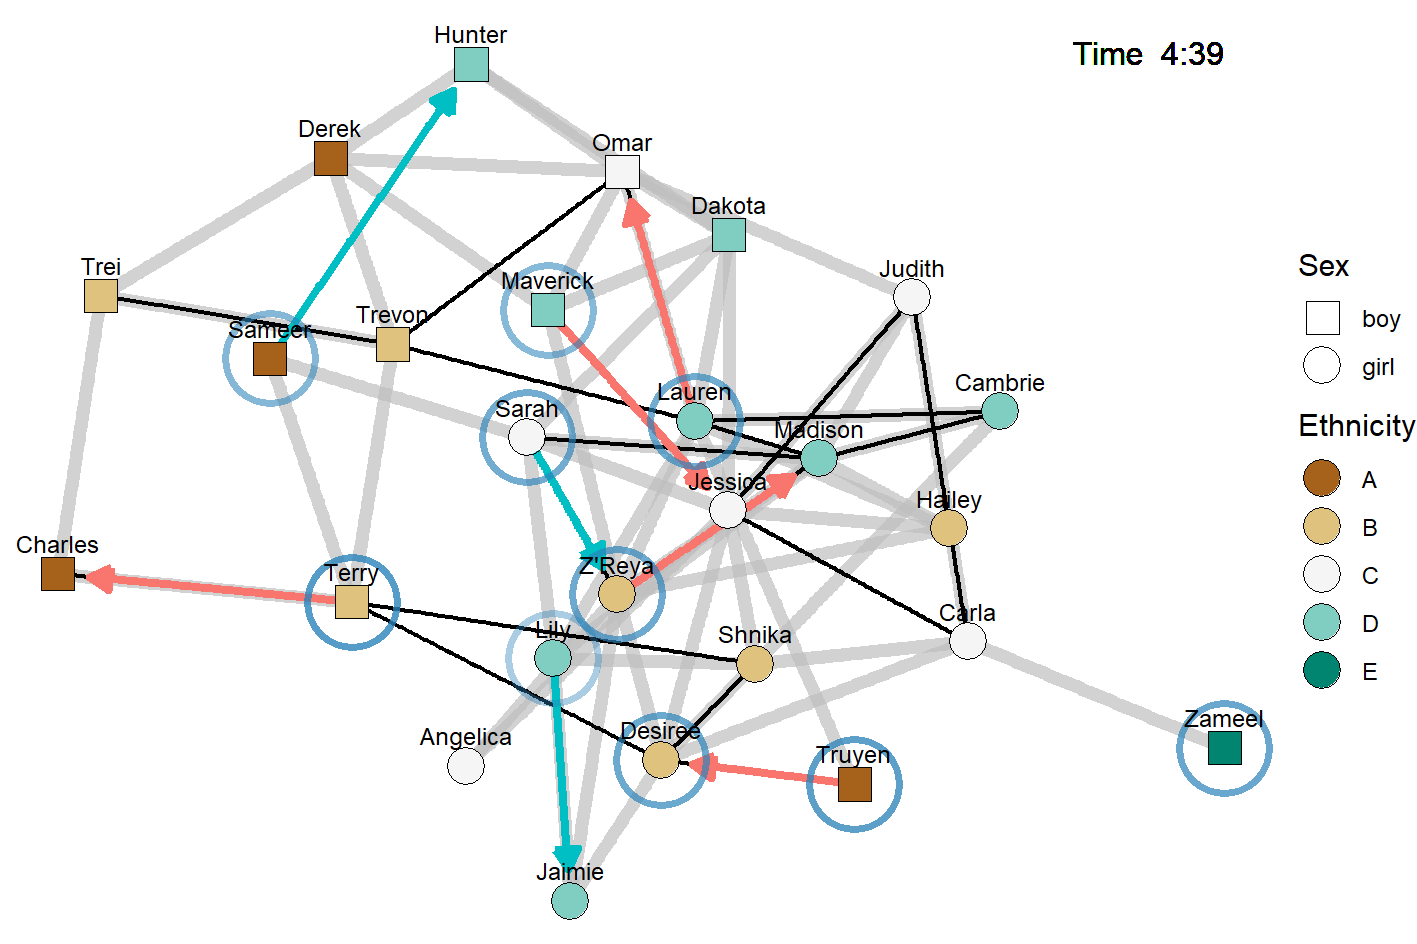 Hunter
Time 4:39
Derek
Omar
Dakota
Trei
Judith
Maverick
Sex
Trevon
boy
Sameer
girl
Cambrie
Lauren
Sarah
Madison
Ethnicity
Jessica
A
Hailey
B
Charles
Z'Reya
Terry
C
Carla
Lily
Shnika
D
E
Zameel
Desiree
Angelica
Truyen
Jaimie